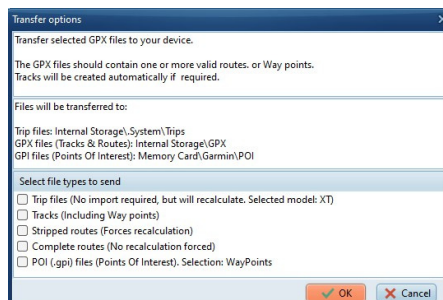 Transfer options
Transfer selected GPX files to your device.
The GPX files should contain one or more valid routes. or Way points.
Tracks will be created automatically if required.
Files will be transferred to:
Trip files: Internal Storage\.System\Trips
GPX files (Tracks & Routes): Internal Storage\GPX
GPI files (Points Of Interest): Memory Card\Garmin\POI
Select file types to send
Trip files (No import required, but will recalculate. Selected model: XT)
Tracks (Including Way points)
Stripped routes (Forces recalculation)
Complete routes (No recalculation forced)
POI (.gpi) files (Points Of Interest). Selection: WayPoints
OK
Cancel